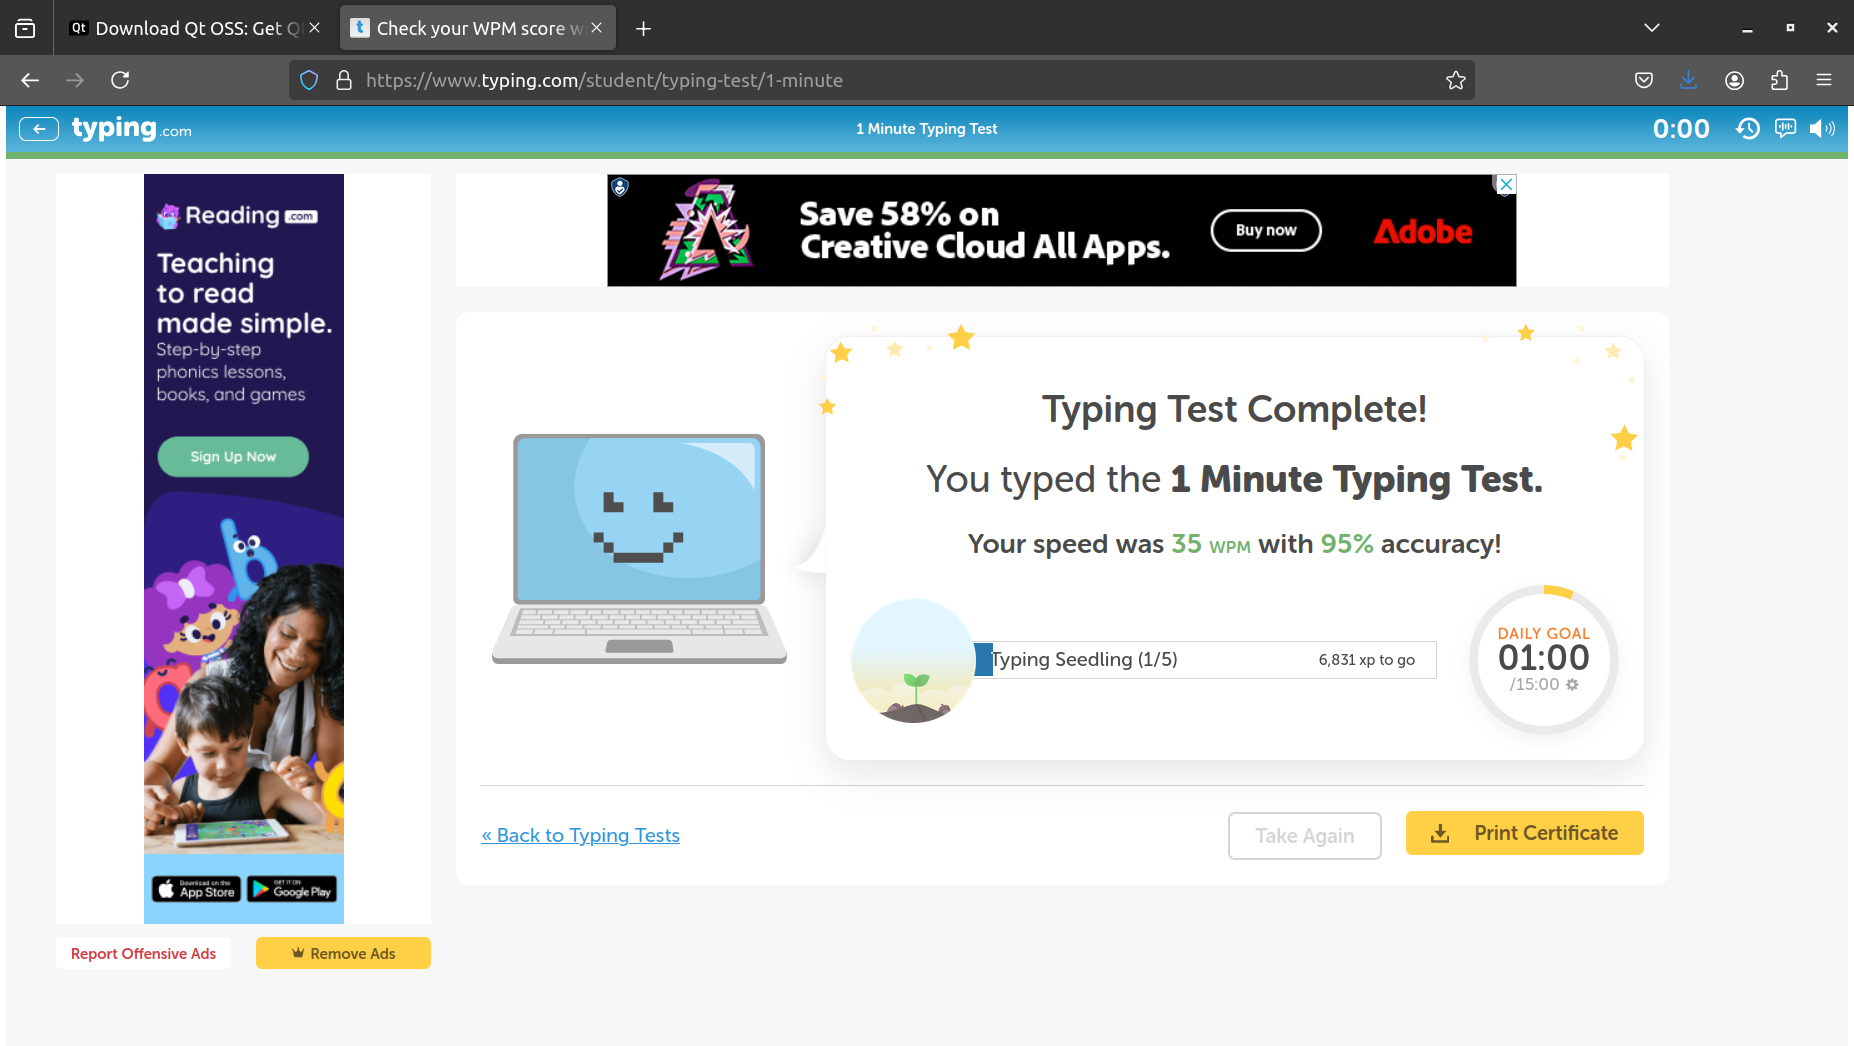 Qt Download Qt OSS: Get
Check your WPM score
https://www.typing.com/student/typing-test/1-minute
typing.com
1 Minute Typing Test
0:00
Reading.com
Teaching
to read
made simple.
Step-by-step
phonics lessons,
books, and games
Sign Up Now
b
a
Download on the
App Store
GET IT ON
Google Play
Report Offensive Ads
Remove Ads
Save 58% on
Creative Cloud All Apps.
Buy now
Adobe
Typing Test Complete!
You typed the 1 Minute Typing Test.
Your speed was 35 WPM with 95% accuracy!
Typing Seedling (1/5)
6,831 xp to go
DAILY GOAL
01:00
/15:00
« Back to Typing Tests
Take Again
Print Certificate